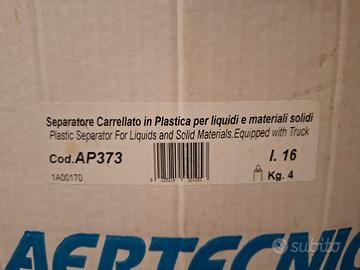 Separatore Carrellato in Plastica per liquidi e materiali solidi
Plastic Separator For Liquids and Solid Materials,Equipped with Truck
Cod.AP373
l. 16
1A00170
Kg. 4
AERTECNIC
subito